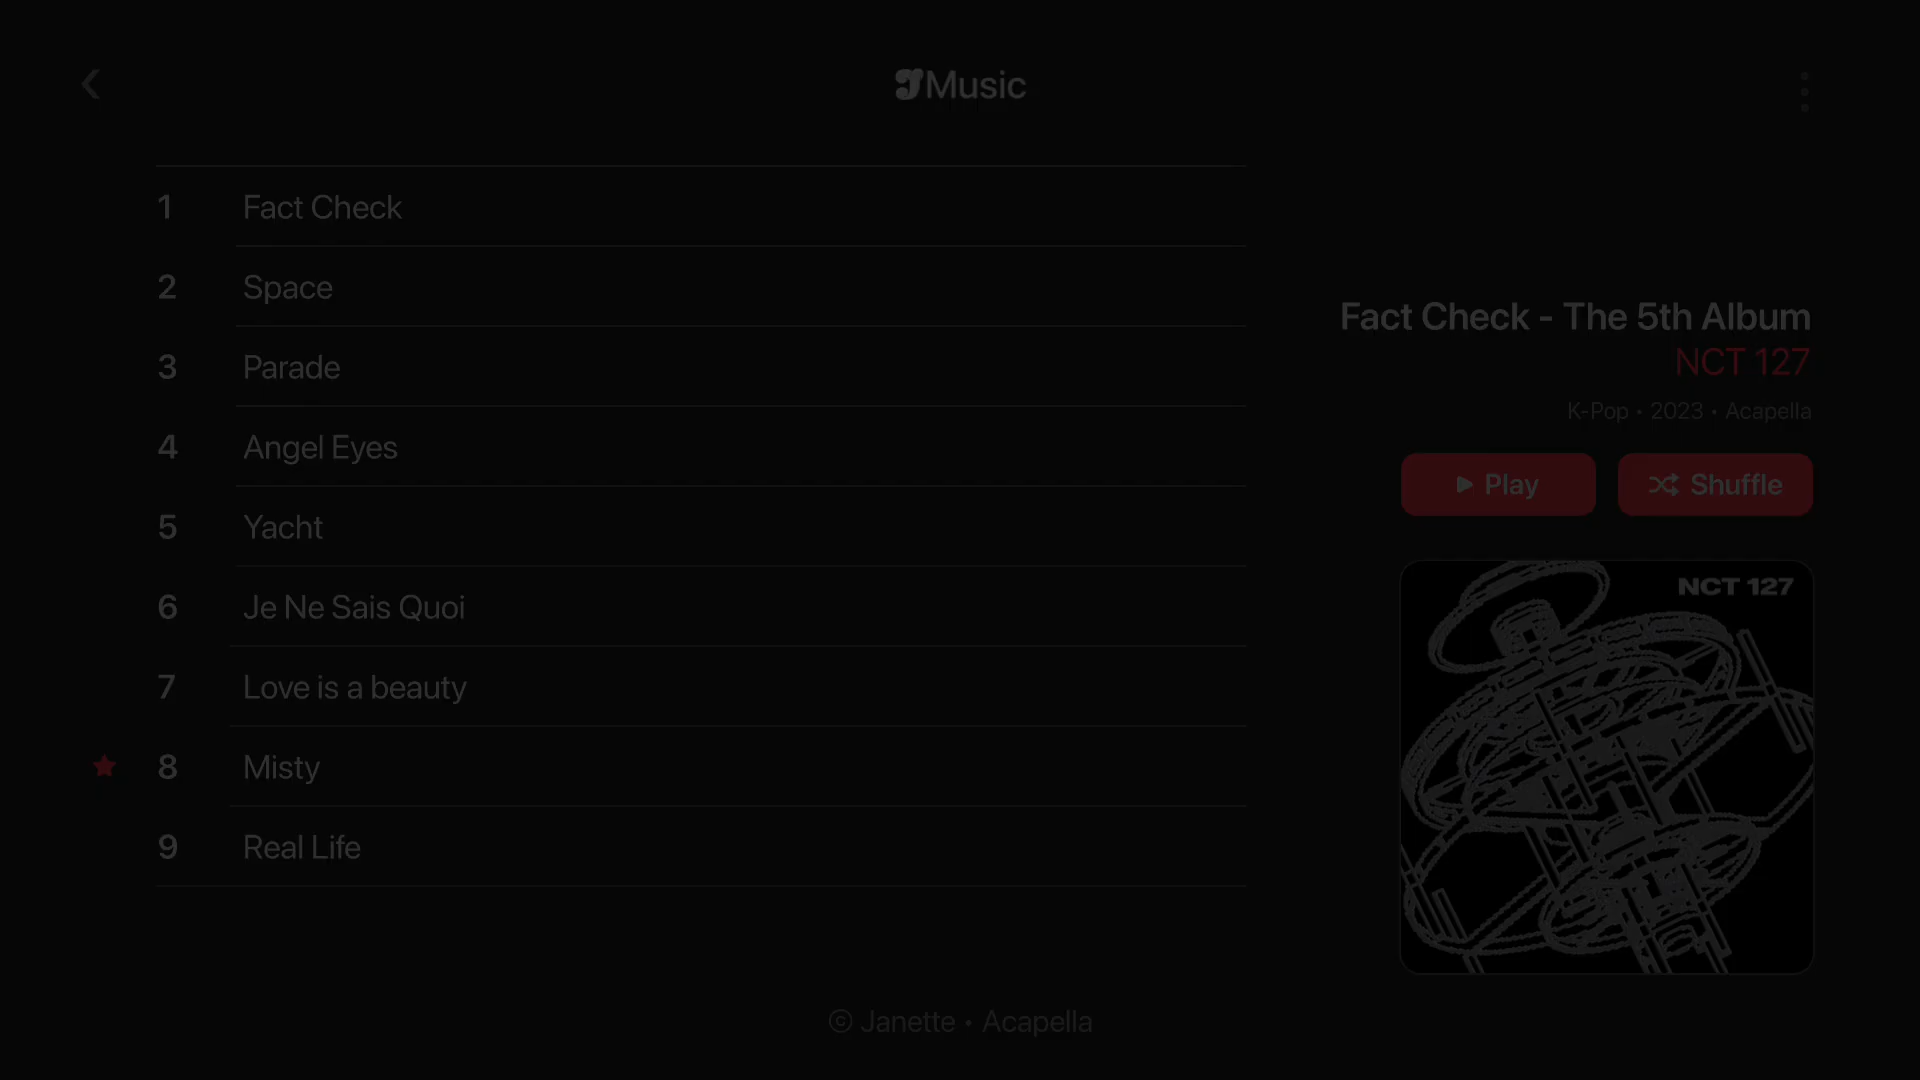 Music
1 Fact Check
2 Space
3 Parade
4 Angel Eyes
5 Yacht
6 Je Ne Sais Quoi
7 Love is a beauty
8 Misty
9 Real Life
Fact Check - The 5th Album
NCT 127
K-Pop • 2023 • Acapella
Play
Shuffle
NCT 127
© Janette • Acapella